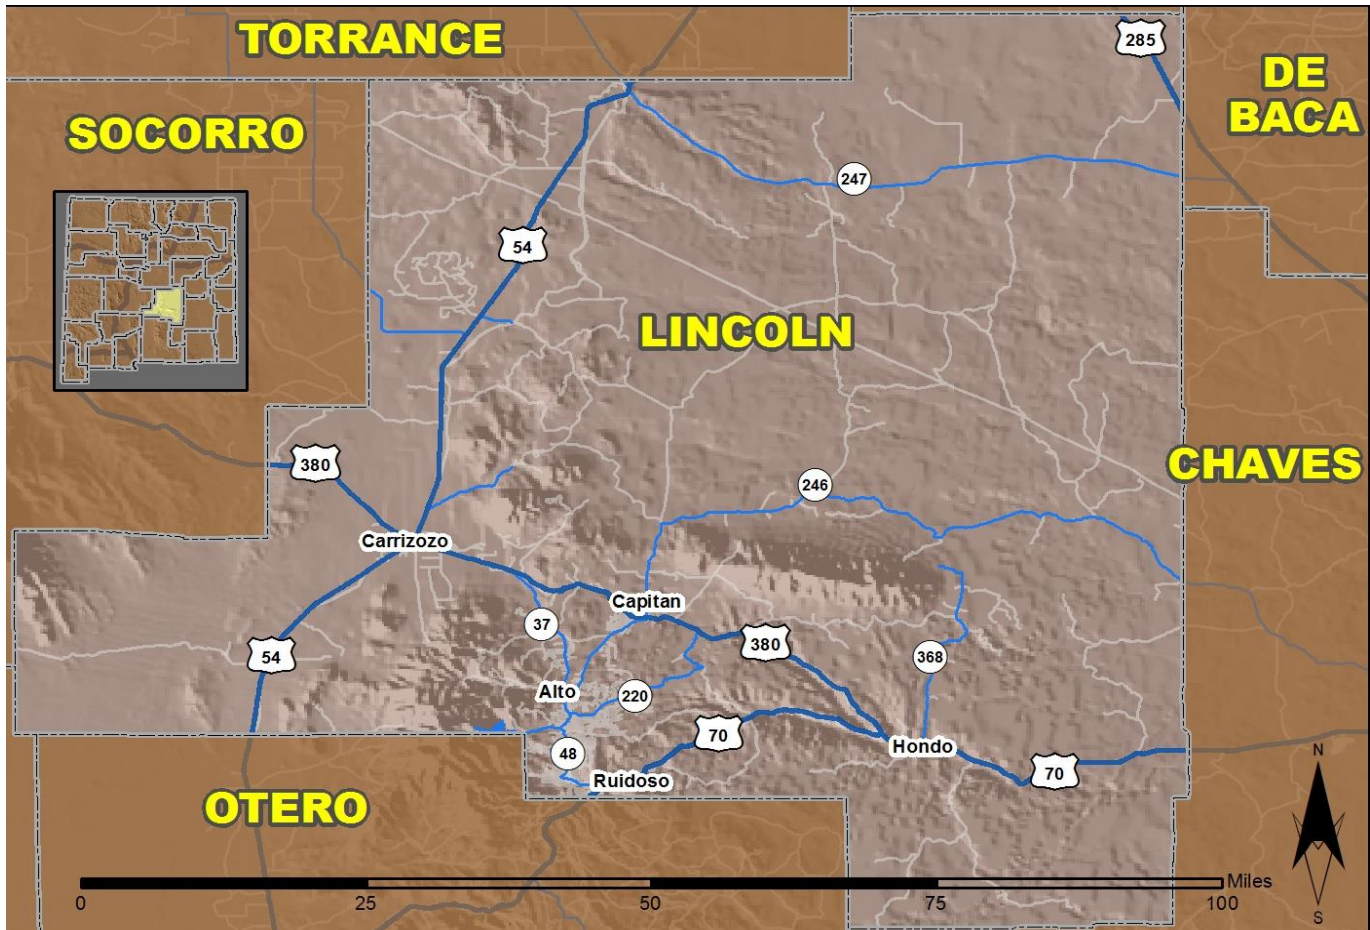 TORRANCE
285
DE
BACA
SOCORRO
247
54
LINCOLN
380
CHAVES
246
Carrizozo
Capitan
37
380
54
368
Alto
220
70
Hondo
48
70
Ruidoso
N
OTERO
Miles
0
25
50
75
100
S